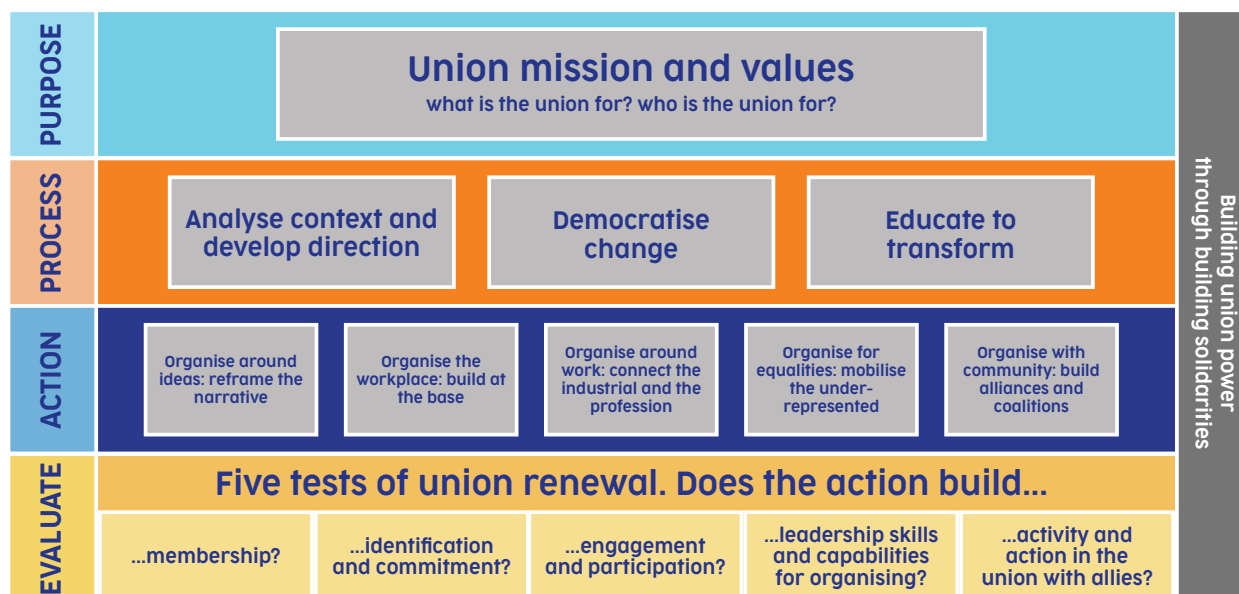 PURPOSE
Union mission and values
what is the union for? who is the union for?
PROCESS
Analyse context and
develop direction
Democratise
change
Educate to
transform
ACTION
Organise around
ideas: reframe the
narrative
Organise the
workplace: build at
the base
Organise around
work: connect the
industrial and the
profession
Organise for
equalities: mobilise
the under-
represented
Organise with
community: build
alliances and
coalitions
EVALUATE
Five tests of union renewal. Does the action build...
...membership?
...identification
and commitment?
...engagement
and participation?
...leadership skills
and capabilities
for organising?
...activity and
action in the
union with allies?
Building union power
through building solidarities